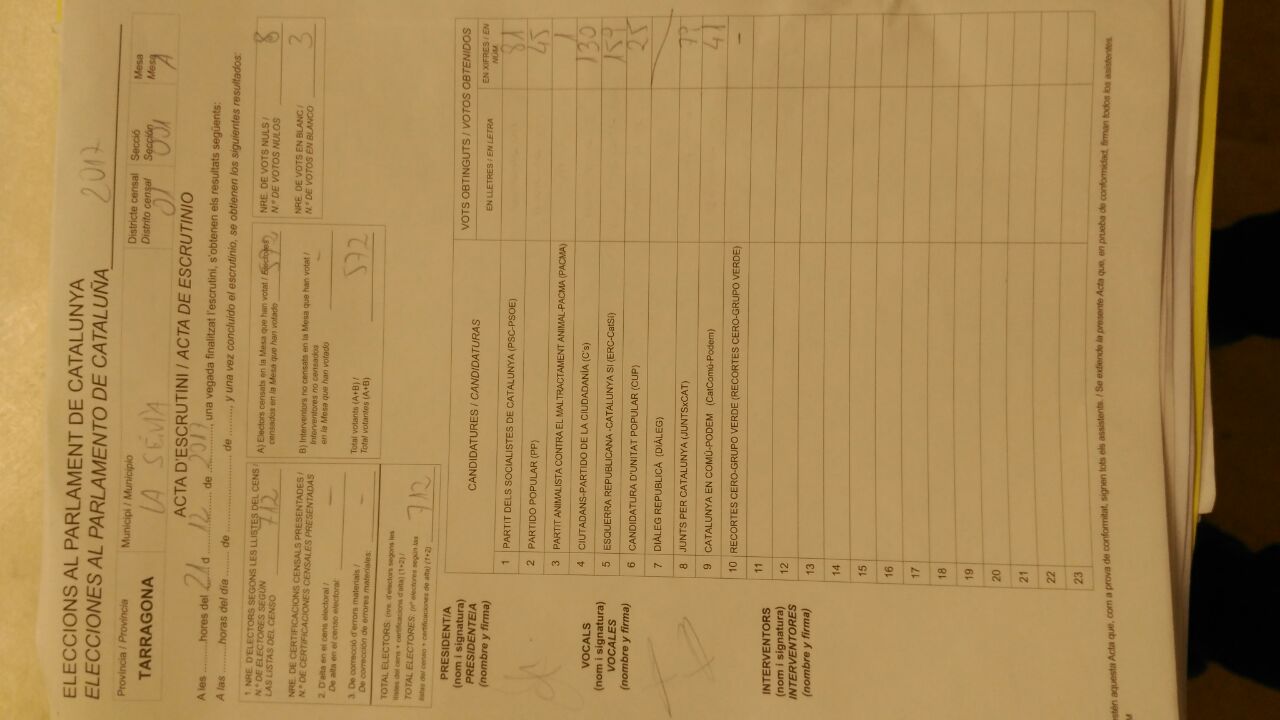 ELECCIONS AL PARLAMENT DE CATALUNYA
ELECCIONES AL PARLAMENTO DE CATALUÑA 2017
Província / Provincia
TARRAGONA
Municipi / Municipio
LA SÉNIA
Districte censal
Distrito censal
01
Secció
Sección
001
Mesa
Mesa
A
ACTA D'ESCRUTINI / ACTA DE ESCRUTINIO
A les ........ hores del 21 d 12 de 2017, una vegada finalitzat l'escrutini, s'obtenen els resultats següents:
A las ........ horas del día ........ de ........ de ........ y una vez concluido el escrutinio, se obtienen los siguientes resultados:
1. NRE. D'ELECTORS SEGONS LES LLISTES DEL CENS /
N.º DE ELECTORES SEGÚN
LAS LISTAS DEL CENSO 712
NRE. DE CERTIFICACIONS CENSALS PRESENTADES /
N.º CERTIFICACIONES CENSALES PRESENTADAS
2. D'alta en el cens electoral /
De alta en el censo electoral: –
3. De correcció d'errors materials /
De corrección de errores materiales: –
TOTAL ELECTORS: (nre. d'electors segons les
llistes del cens + certificacions d'alta) (1+2) /
TOTAL ELECTORES: (nº electores según las
listas del censo + certificaciones de alta) (1+2) 712
A) Electors censats en la Mesa que han votat / Electores
censados en la Mesa que han votado 572
B) Interventors no censats en la Mesa que han votat /
Interventores no censados
en la Mesa que han votado –
Total votants (A+B) /
Total votantes (A+B) 572
NRE. DE VOTS NULS /
N.º DE VOTOS NULOS 8
NRE. DE VOTS EN BLANC /
N.º DE VOTOS EN BLANCO 3
PRESIDENT/A
(nom i signatura)
PRESIDENTE/A
(nombre y firma)
VOCALS
(nom i signatura)
VOCALES
(nombre y firma)
INTERVENTORS
(nom i signatura)
INTERVENTORES
(nombre y firma)
CANDIDATURES / CANDIDATURAS
VOTS OBTINGUTS / VOTOS OBTENIDOS
EN LLETRES / EN LETRA
EN XIFRES / EN NÚM.
1 PARTIT DELS SOCIALISTES DE CATALUNYA (PSC-PSOE) 81
2 PARTIDO POPULAR (PP) 45
3 PARTIT ANIMALISTA CONTRA EL MALTRACTAMENT ANIMAL-PACMA (PACMA) 1
4 CIUTADANS-PARTIDO DE LA CIUDADANÍA (C's) 130
5 ESQUERRA REPUBLICANA -CATALUNYA SI (ERC-CatSí) 159
6 CANDIDATURA D'UNITAT POPULAR (CUP) 25
7 DIÀLEG REPUBLICÀ (DIÀLEG)
8 JUNTS PER CATALUNYA (JUNTSxCAT)
9 CATALUNYA EN COMÚ-PODEM (CatComú-Podem) 41
10 RECORTES CERO-GRUPO VERDE (RECORTES CERO-GRUPO VERDE) –
11
12
13
14
15
16
17
18
19
20
21
22
23
estén aquesta Acta que, com a prova de conformitat, signen tots els assistents. / Se extiende la presente Acta que, en prueba de conformidad, firman todos los asistentes.